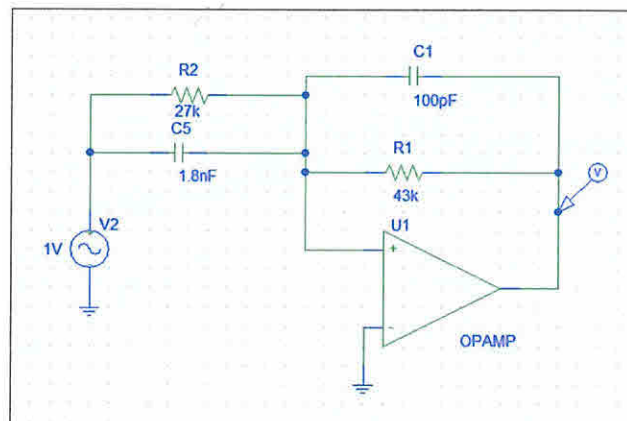 C1
100pF
R2
27k
C5
1.8nF
R1
43k
V
V2
1V
U1
+
-
OPAMP